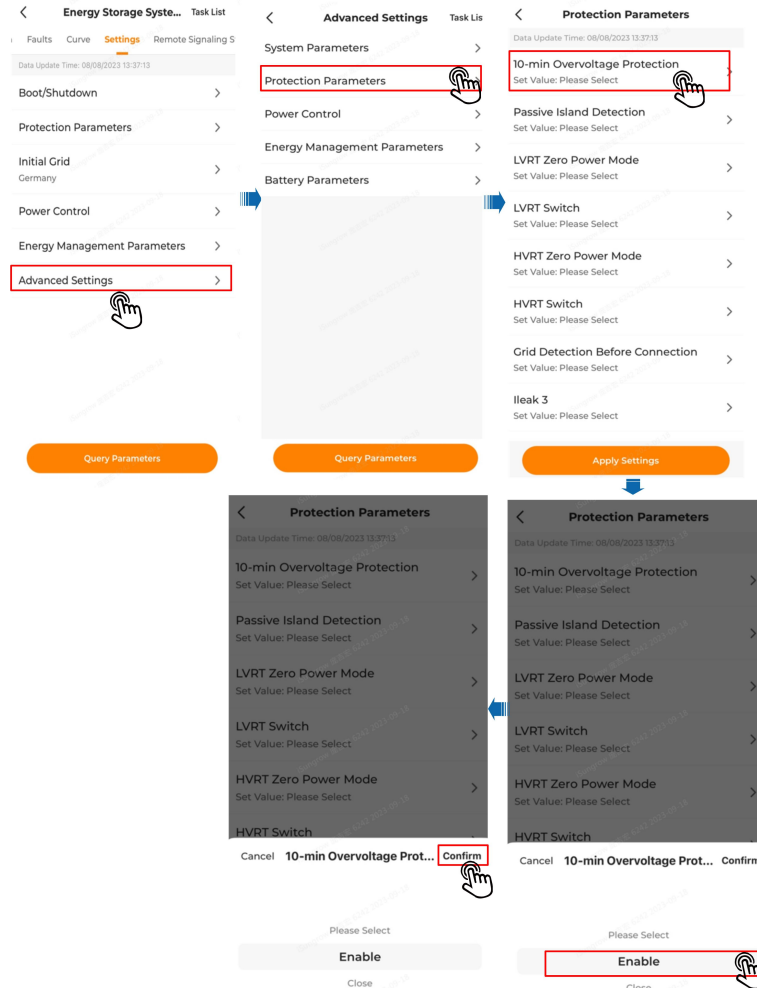 Energy Storage Syste... Task List
Faults Curve Settings Remote Signaling S
Data Update Time: 08/08/2023 13:37:13
Boot/Shutdown
Protection Parameters
Initial Grid
Germany
Power Control
Energy Management Parameters
Advanced Settings
Query Parameters
Advanced Settings Task Lis
System Parameters
Protection Parameters
Power Control
Energy Management Parameters
Battery Parameters
Query Parameters
Protection Parameters
Data Update Time: 08/08/2023 13:37:13
10-min Overvoltage Protection
Set Value: Please Select
Passive Island Detection
Set Value: Please Select
LVRT Zero Power Mode
Set Value: Please Select
LVRT Switch
Set Value: Please Select
HVRT Zero Power Mode
Set Value: Please Select
HVRT Switch
Set Value: Please Select
Grid Detection Before Connection
Set Value: Please Select
Ileak 3
Set Value: Please Select
Apply Settings
Protection Parameters
Data Update Time: 08/08/2023 13:37:13
10-min Overvoltage Protection
Set Value: Please Select
Passive Island Detection
Set Value: Please Select
LVRT Zero Power Mode
Set Value: Please Select
LVRT Switch
Set Value: Please Select
HVRT Zero Power Mode
Set Value: Please Select
HVRT Switch
Cancel 10-min Overvoltage Prot... Confirm
Please Select
Enable
Close
Protection Parameters
Data Update Time: 08/08/2023 13:37:13
10-min Overvoltage Protection
Set Value: Please Select
Passive Island Detection
Set Value: Please Select
LVRT Zero Power Mode
Set Value: Please Select
LVRT Switch
Set Value: Please Select
HVRT Zero Power Mode
Set Value: Please Select
HVRT Switch
Cancel 10-min Overvoltage Prot... Confirm
Please Select
Enable
Close